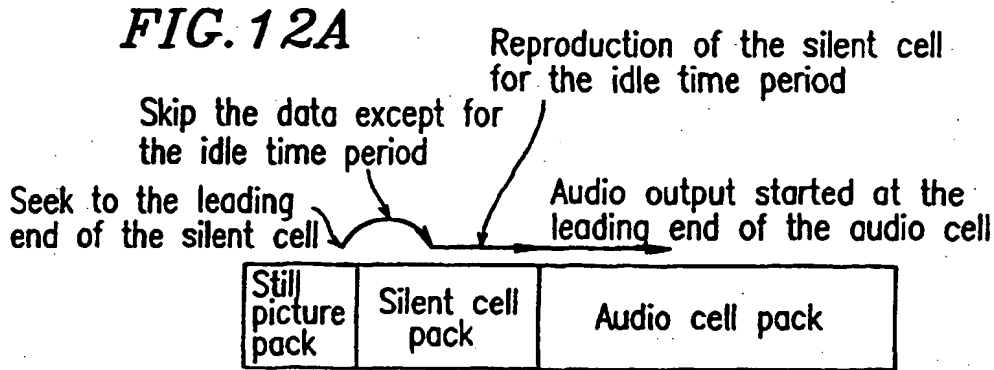 FIG. 12A
Reproduction of the silent cell
for the idle time period
Skip the data except for
the idle time period
Seek to the leading
end of the silent cell
Audio output started at the
leading end of the audio cell
Still
picture
pack
Silent cell
pack
Audio cell pack